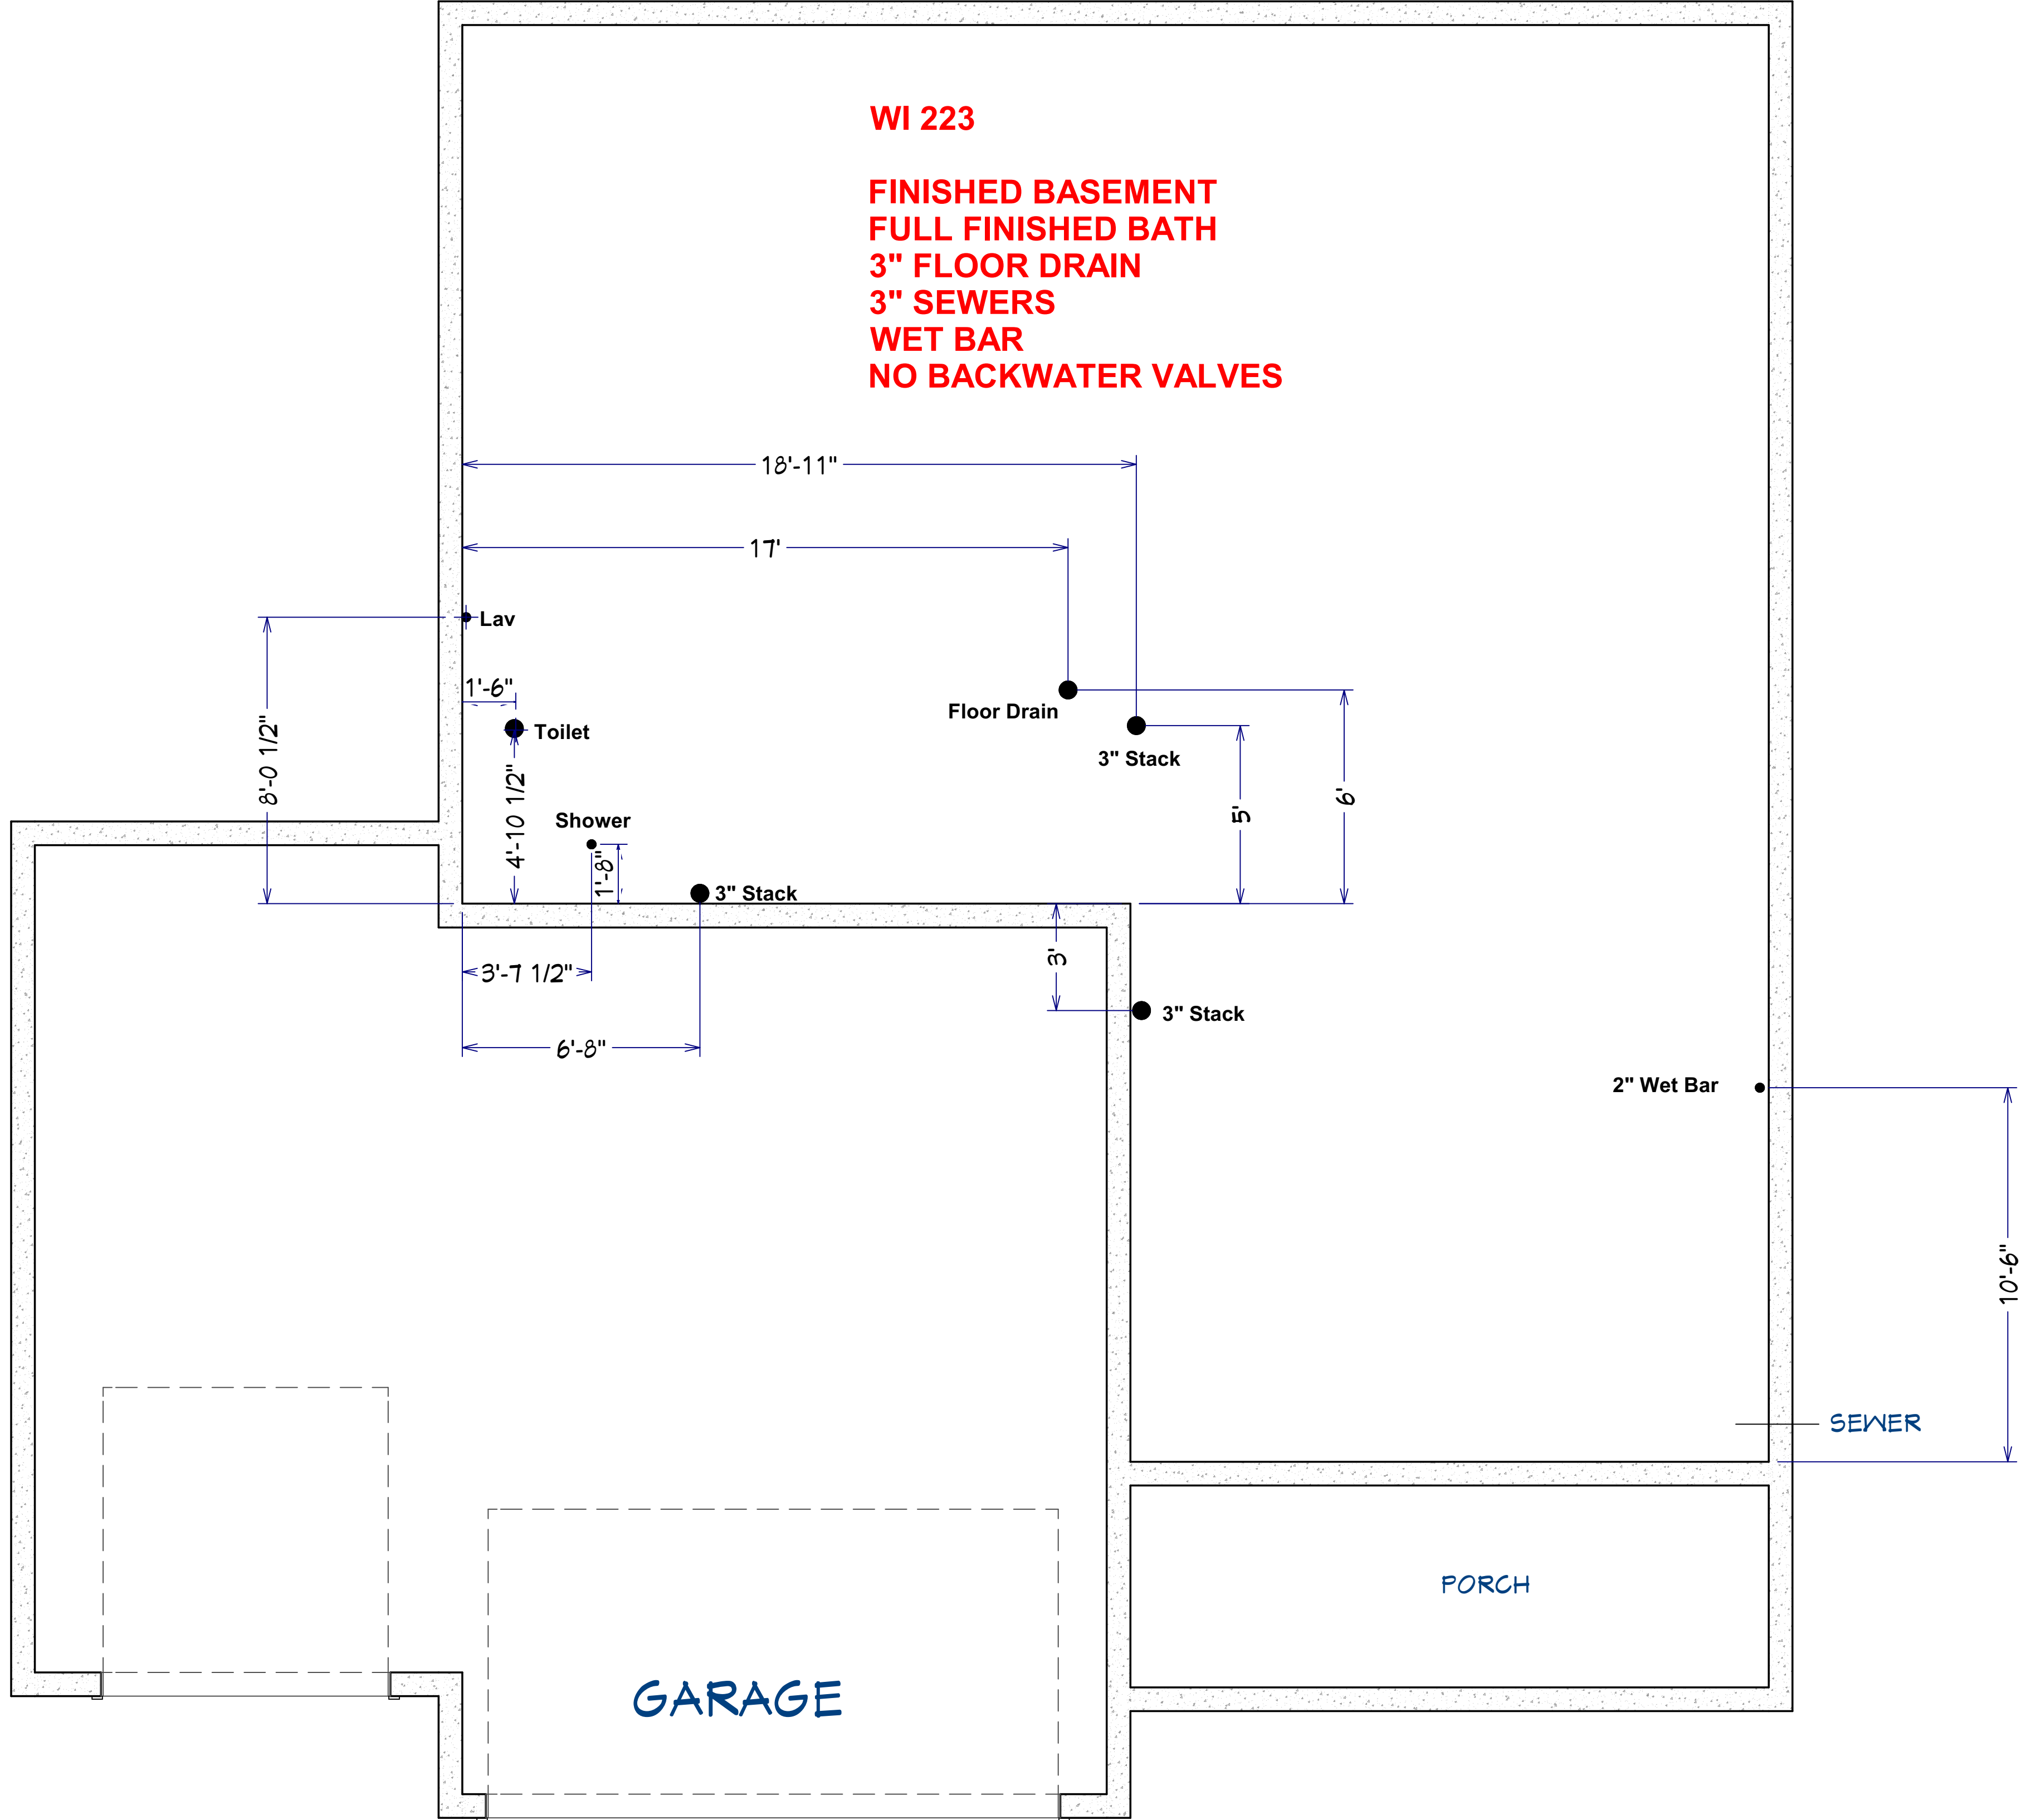 WI 223
FINISHED BASEMENT
FULL FINISHED BATH
3" FLOOR DRAIN
3" SEWERS
WET BAR
NO BACKWATER VALVES
18'-11"
17'
Lav
1'-6"
Toilet
Floor Drain
3" Stack
8'-0 1/2"
4'-10 1/2"
Shower
1'-8"
3" Stack
5'
6'
3'
3'-7 1/2"
3" Stack
6'-8"
2" Wet Bar
10'-6"
SEWER
PORCH
GARAGE